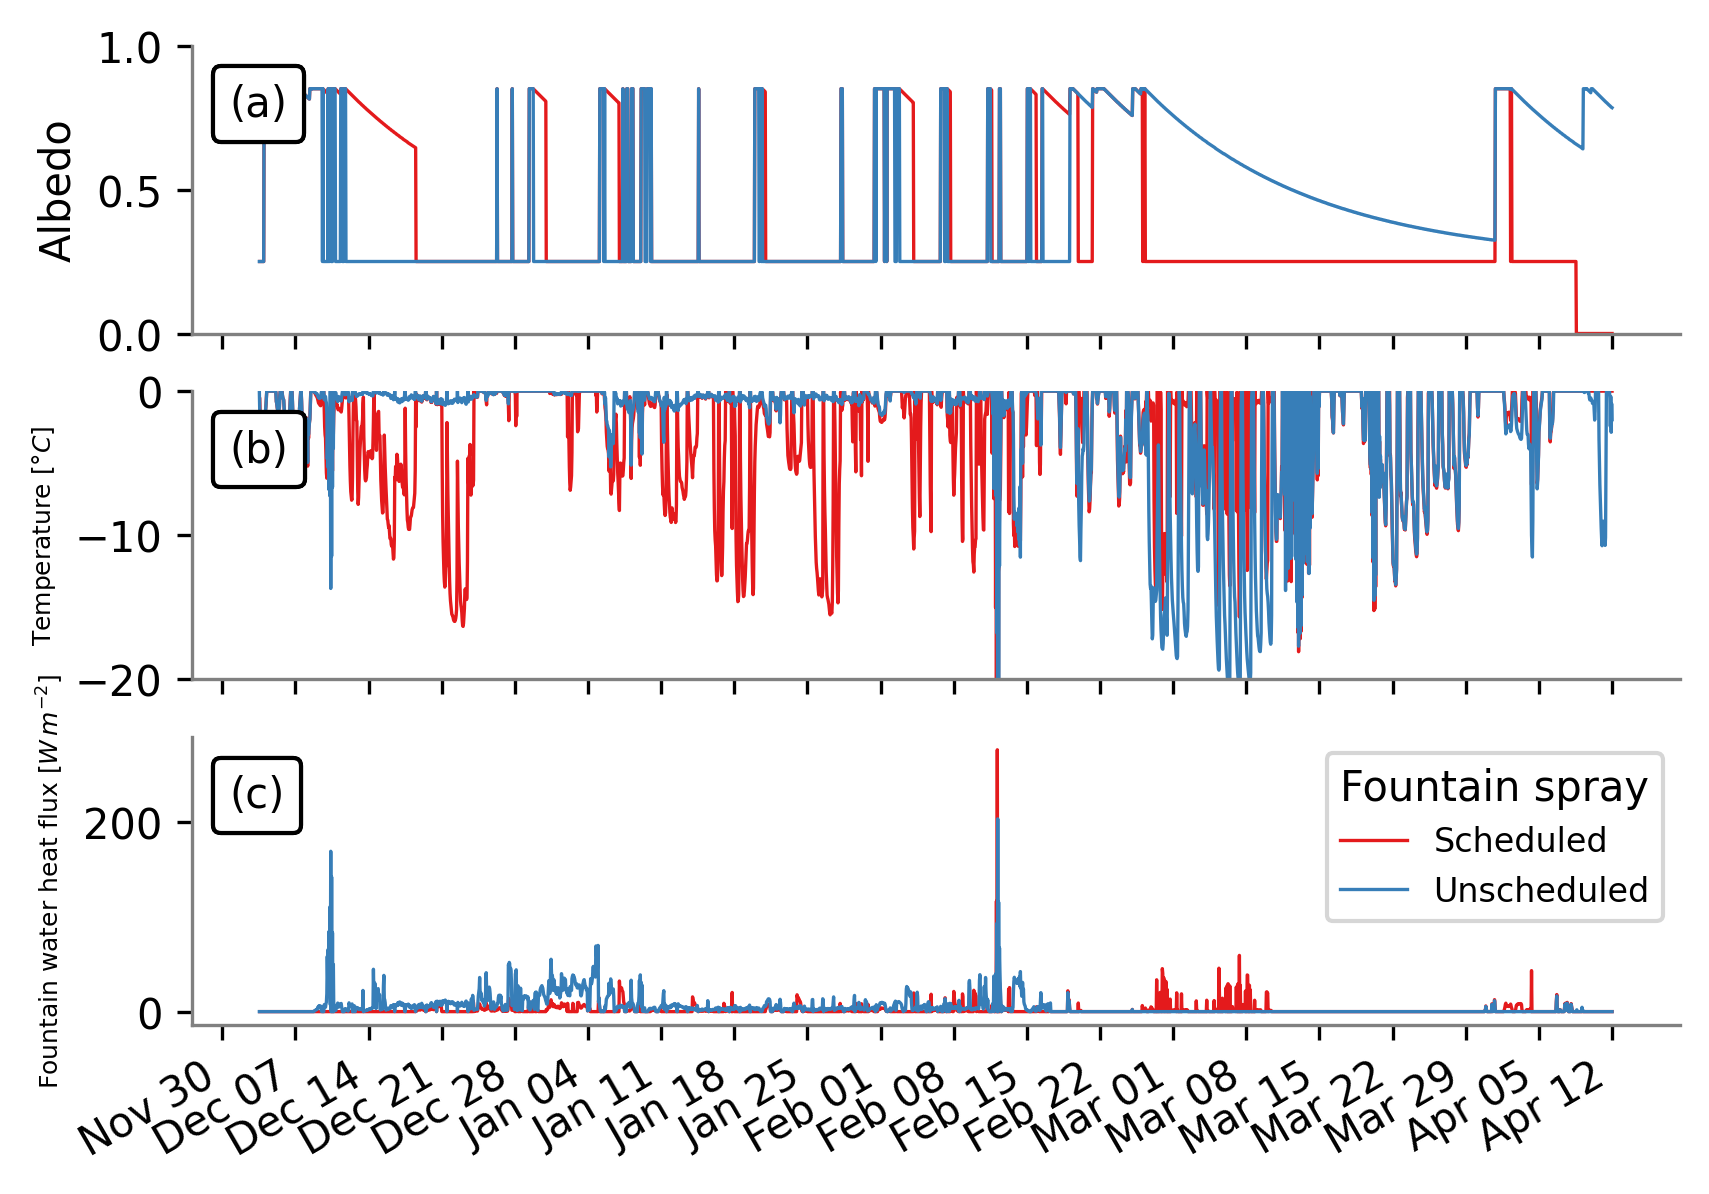 (a)
Albedo
1.0
0.5
0.0
(b)
Temperature [°C]
0
−10
−20
(c)
Fountain water heat flux [W m⁻²]
200
0
Fountain spray
Scheduled
Unscheduled
Nov 30
Dec 07
Dec 14
Dec 21
Dec 28
Jan 04
Jan 11
Jan 18
Jan 25
Feb 01
Feb 08
Feb 15
Feb 22
Mar 01
Mar 08
Mar 15
Mar 22
Mar 29
Apr 05
Apr 12